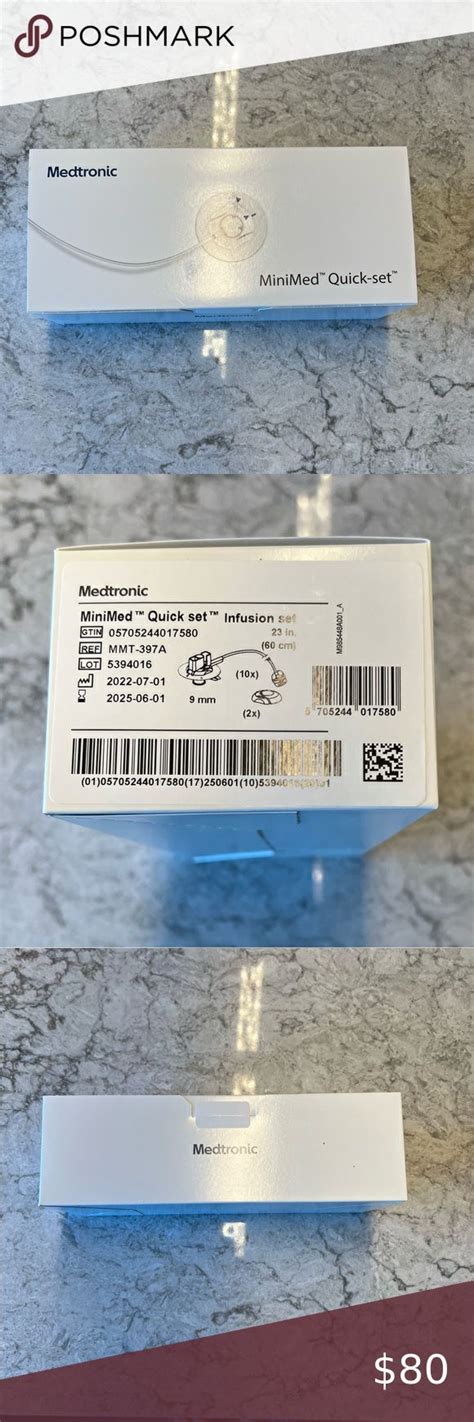 POSHMARK
Medtronic
MiniMed™ Quick-set™
Medtronic
MiniMed™ Quick set™ Infusion set
GTIN 05705244017580 23 in.
(60 cm)
REF MMT-397A
LOT 5394016
(10x)
2022-07-01
2025-06-01
9 mm
(2x)
M985448A001_A
5 705244 017580
Medtronic
$80